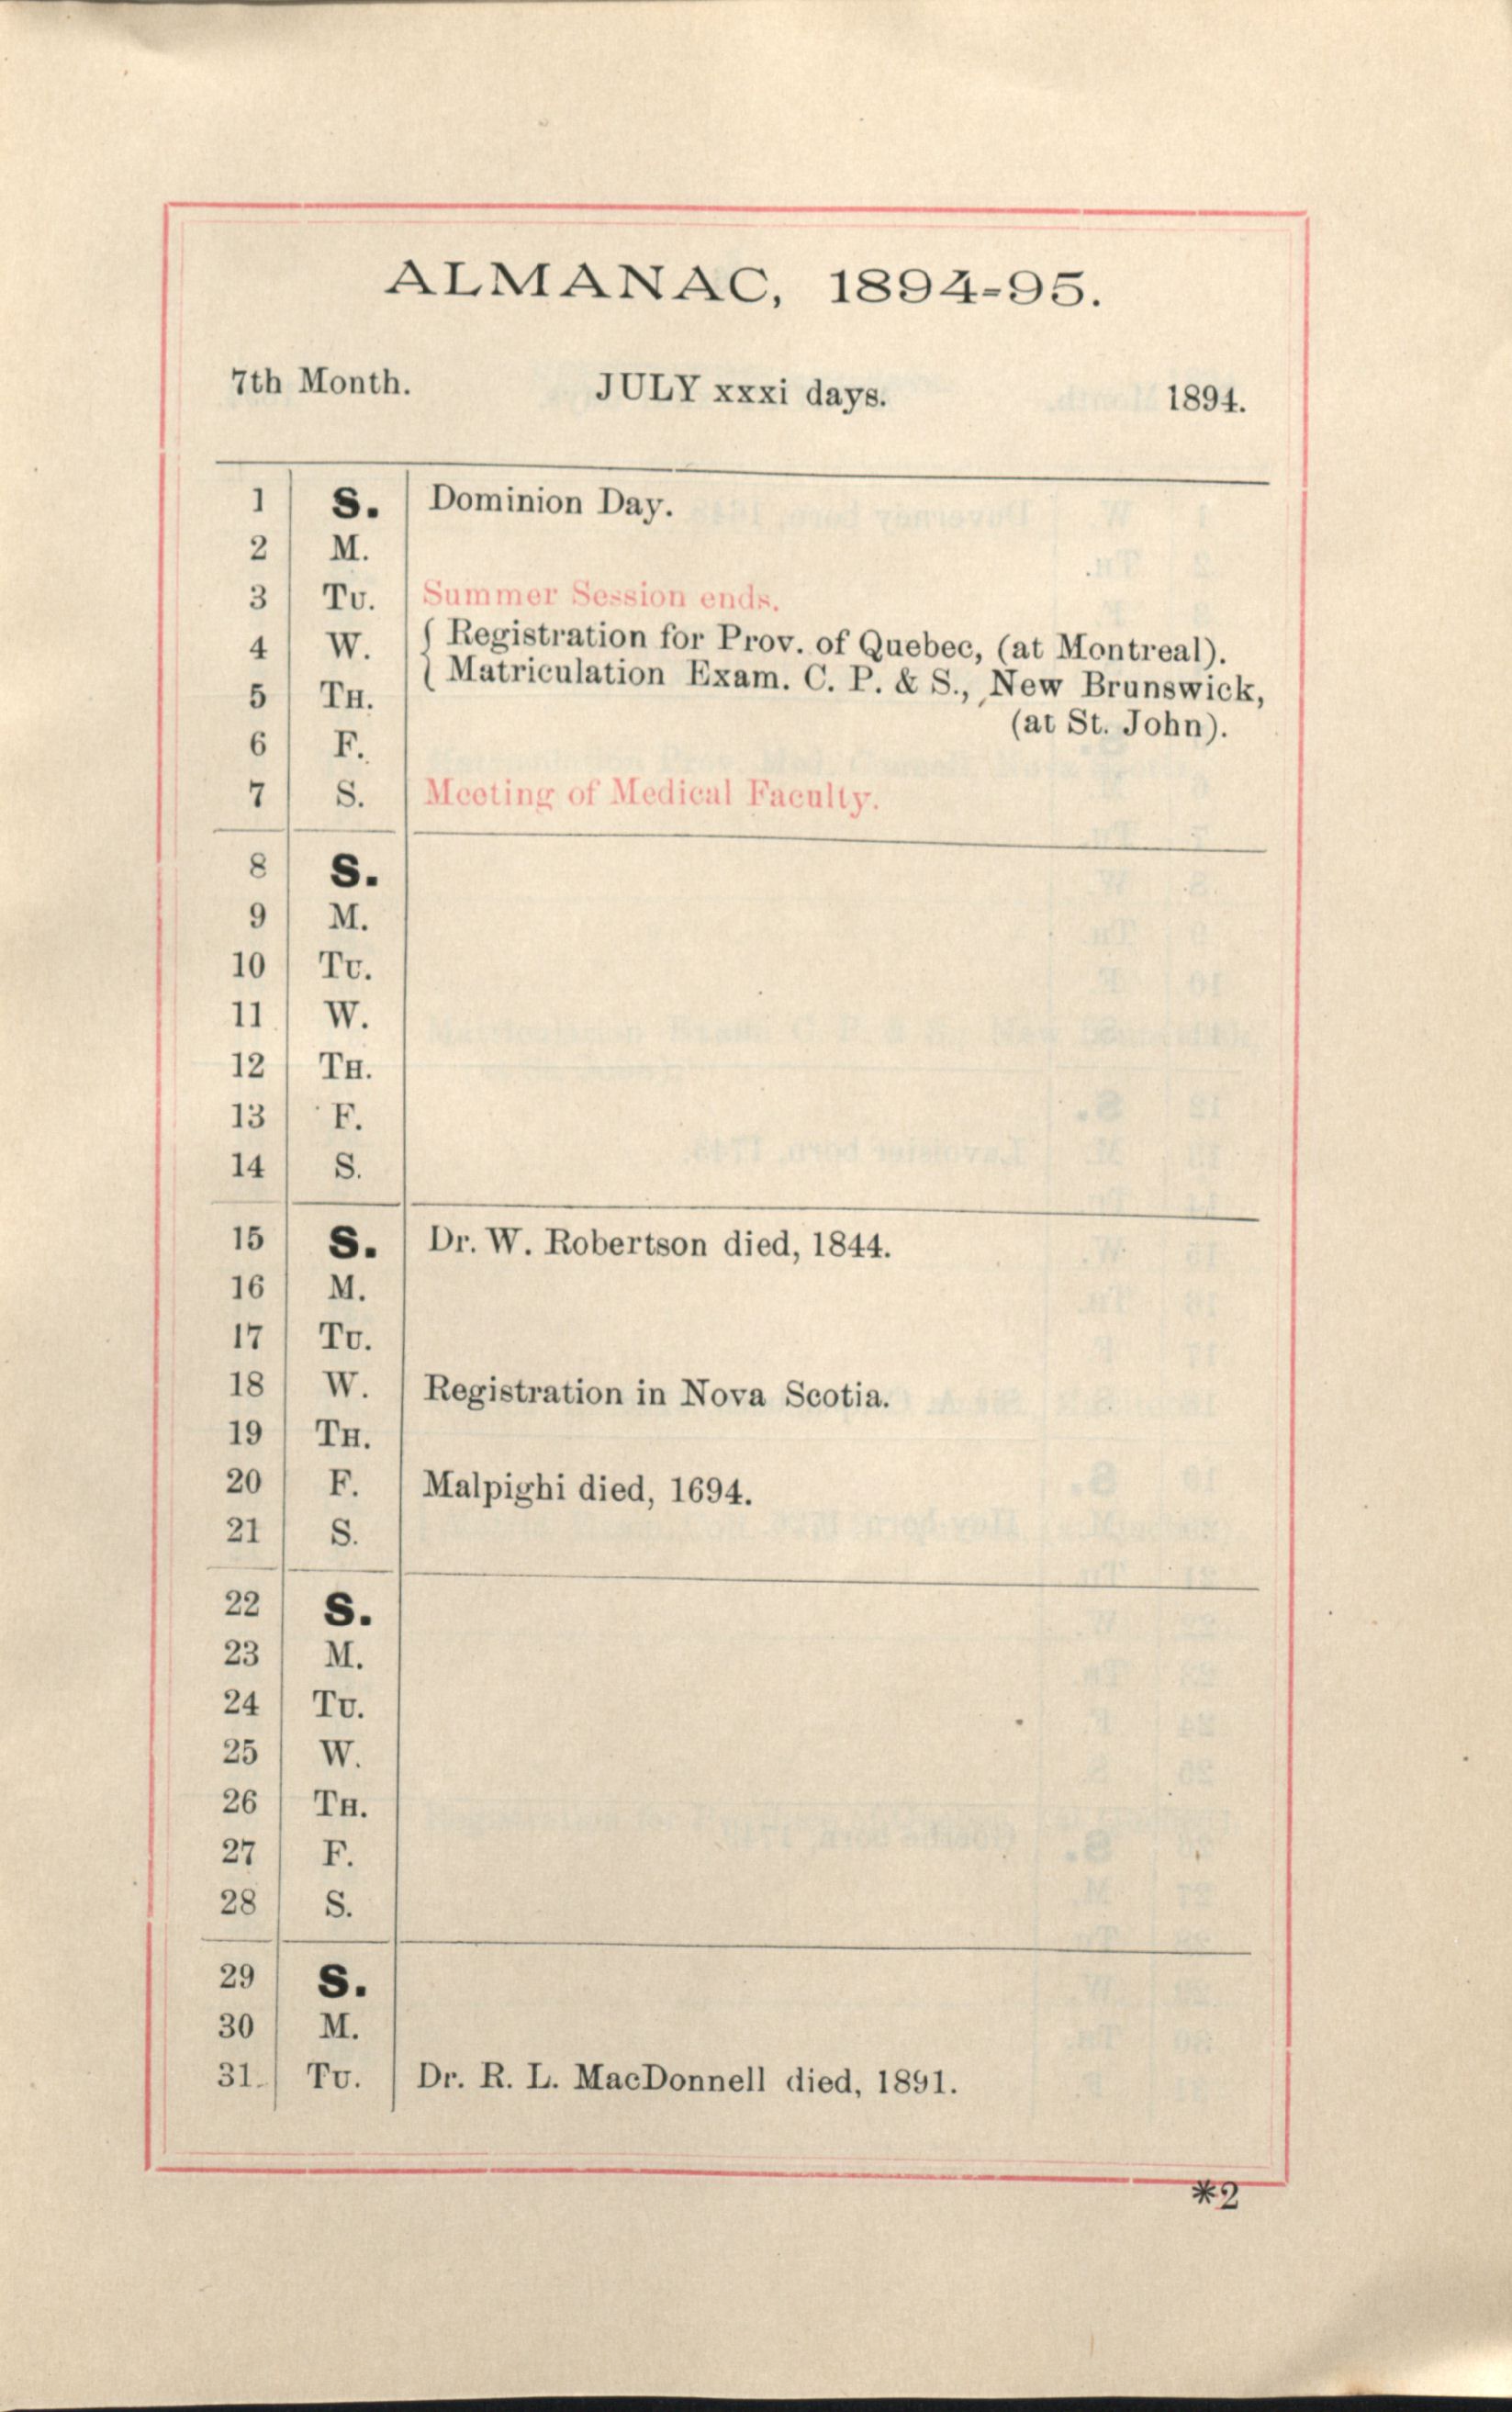 ALMANAC, 1894-95.
7th Month. JULY xxxi days. 1894.
1 S. Dominion Day.
2 M.
3 TU. Summer Session ends.
4 W. { Registration for Prov. of Quebec, (at Montreal).
{ Matriculation Exam. C. P. & S., New Brunswick,
5 TH.
(at St. John).
6 F.
7 S. Meeting of Medical Faculty.
8 S.
9 M.
10 TU.
11 W.
12 TH.
13 F.
14 S.
15 S. Dr. W. Robertson died, 1844.
16 M.
17 TU.
18 W. Registration in Nova Scotia.
19 TH.
20 F. Malpighi died, 1694.
21 S.
22 S.
23 M.
24 TU.
25 W.
26 TH.
27 F.
28 S.
29 S.
30 M.
31 TU. Dr. R. L. MacDonnell died, 1891.
*2